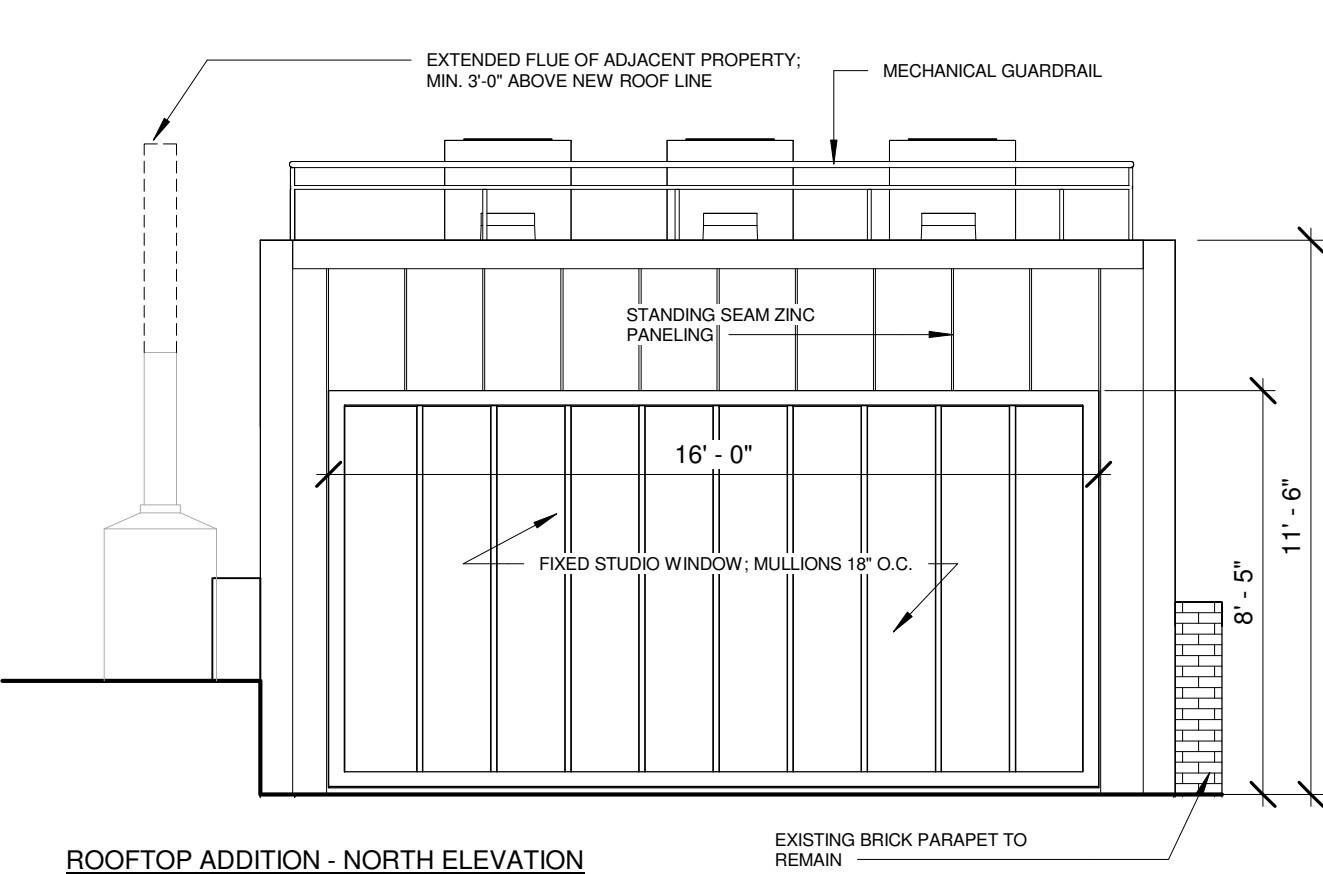 EXTENDED FLUE OF ADJACENT PROPERTY;
MIN. 3'-0" ABOVE NEW ROOF LINE
MECHANICAL GUARDRAIL
STANDING SEAM ZINC
PANELING
16' - 0"
FIXED STUDIO WINDOW; MULLIONS 18" O.C.
8' - 5"
11' - 6"
EXISTING BRICK PARAPET TO
REMAIN
ROOFTOP ADDITION - NORTH ELEVATION